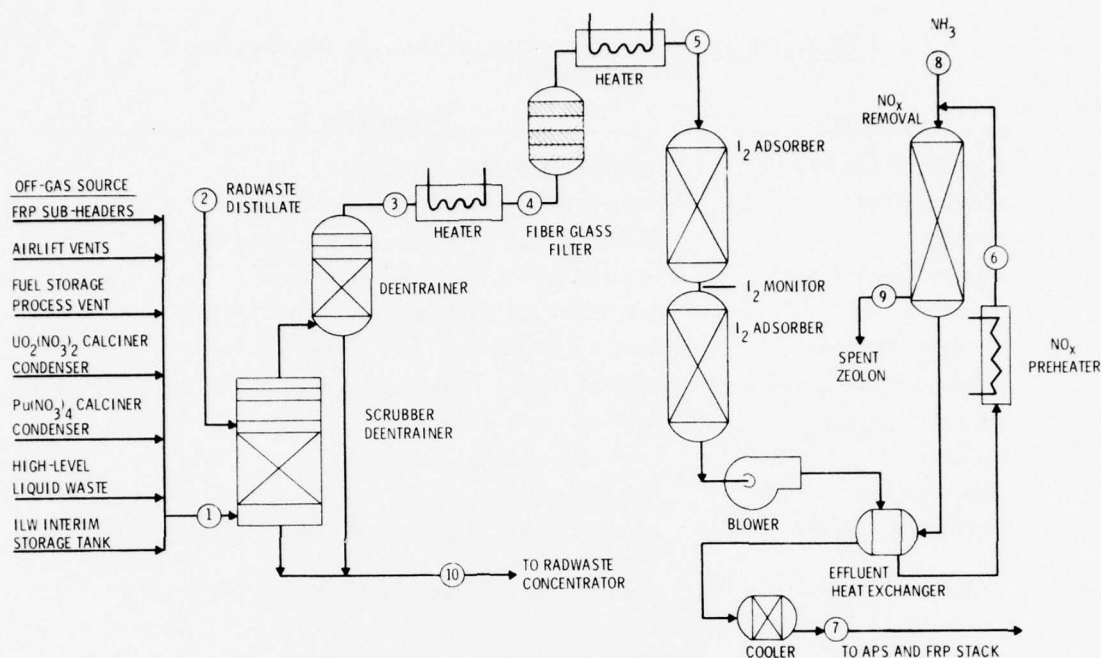 OFF-GAS SOURCE
FRP SUB-HEADERS
AIRLIFT VENTS
FUEL STORAGE
PROCESS VENT
UO2(NO3)2 CALCINER
CONDENSER
Pu(NO3)4 CALCINER
CONDENSER
HIGH-LEVEL
LIQUID WASTE
ILW INTERIM
STORAGE TANK
1
2
RADWASTE
DISTILLATE
SCRUBBER
DEENTRAINER
DEENTRAINER
3
HEATER
4
FIBER GLASS
FILTER
HEATER
5
I2 ADSORBER
I2 MONITOR
I2 ADSORBER
BLOWER
EFFLUENT
HEAT EXCHANGER
6
NOX
PREHEATER
NH3
8
NOX
REMOVAL
9
SPENT
ZEOLON
10
TO RADWASTE
CONCENTRATOR
COOLER
7
TO APS AND FRP STACK